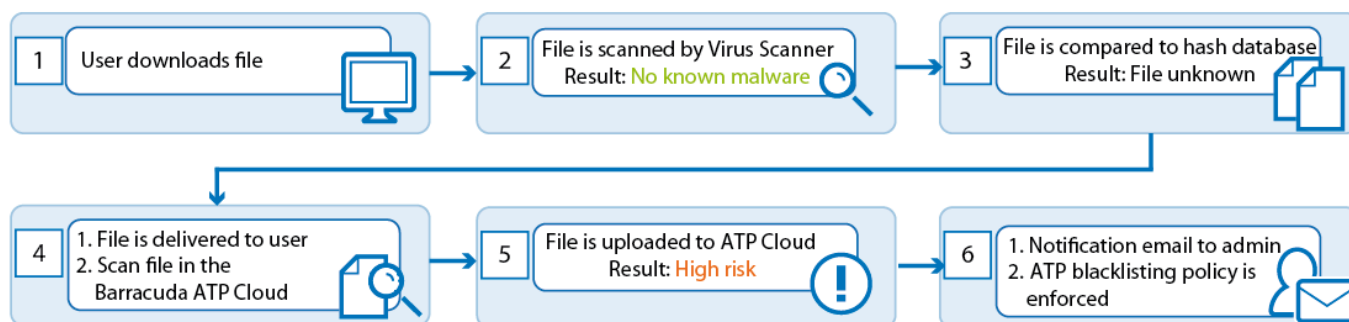 1
User downloads file
2
File is scanned by Virus Scanner
Result: No known malware
3
File is compared to hash database
Result: File unknown
4
1. File is delivered to user
2. Scan file in the
Barracuda ATP Cloud
5
File is uploaded to ATP Cloud
Result: High risk
6
1. Notification email to admin
2. ATP blacklisting policy is
enforced